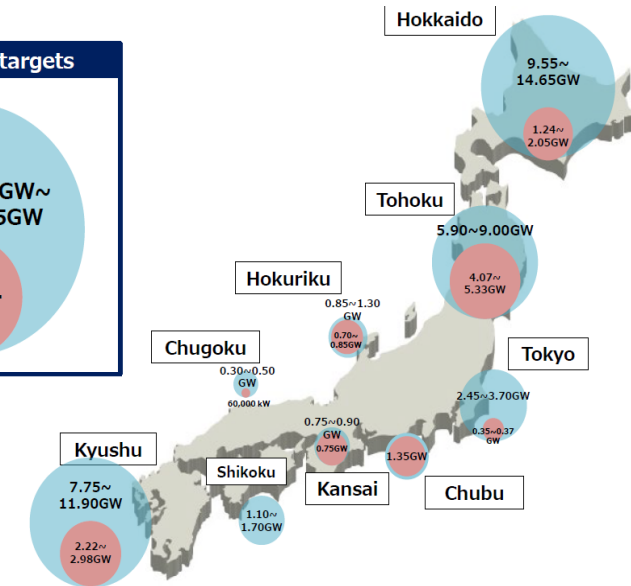 Hokkaido
targets
9.55~
14.65GW
1.24~
2.05GW
GW~
5GW
Tohoku
5.90~9.00GW
4.07~
5.33GW
Hokuriku
0.85~1.30
GW
0.70~
0.85GW
Chugoku
0.30~0.50
GW
60,000 kW
Tokyo
2.45~3.70GW
0.35~0.37
GW
0.75~0.90
GW
0.75GW
Kansai
1.35GW
Chubu
Kyushu
7.75~
11.90GW
2.22~
2.98GW
Shikoku
1.10~
1.70GW